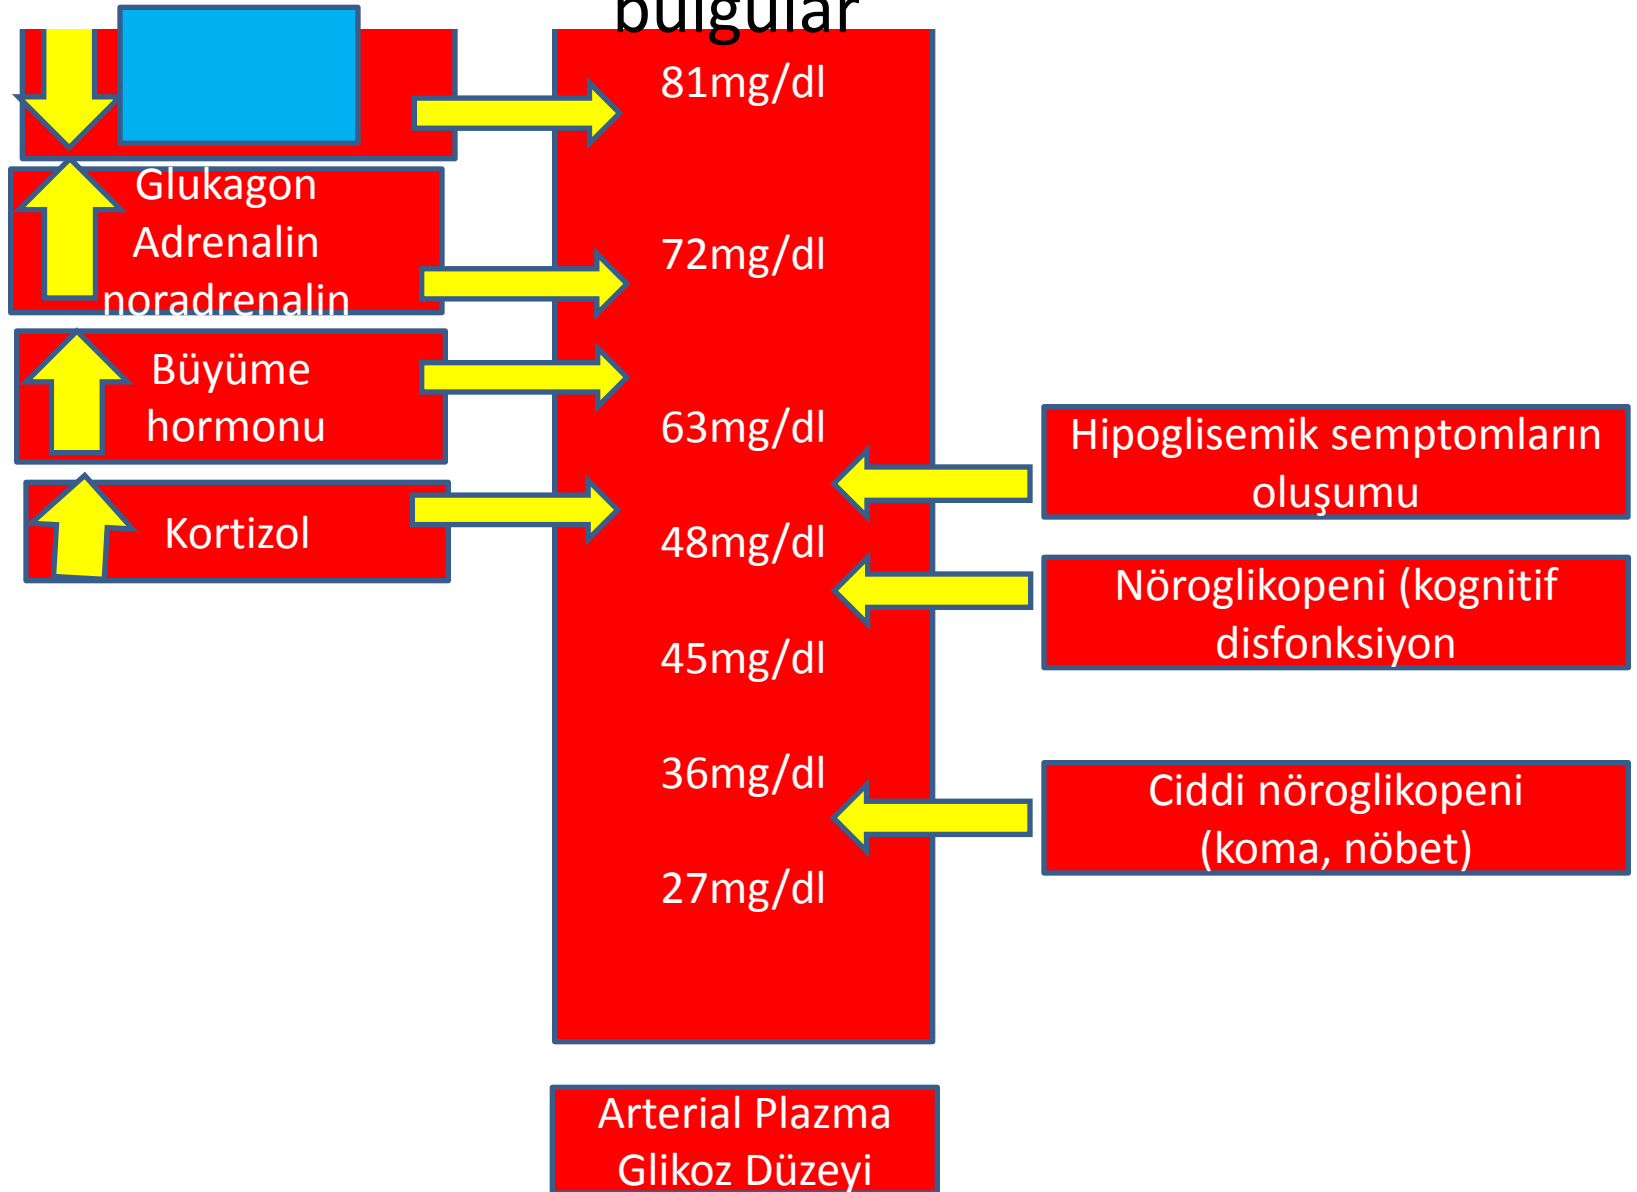 bulgular
81mg/dl
72mg/dl
63mg/dl
48mg/dl
45mg/dl
36mg/dl
27mg/dl
Glukagon
Adrenalin
noradrenalin
Büyüme
hormonu
Kortizol
Hipoglisemik semptomların
oluşumu
Nöroglikopeni (kognitif
disfonksiyon
Ciddi nöroglikopeni
(koma, nöbet)
Arterial Plazma
Glikoz Düzeyi